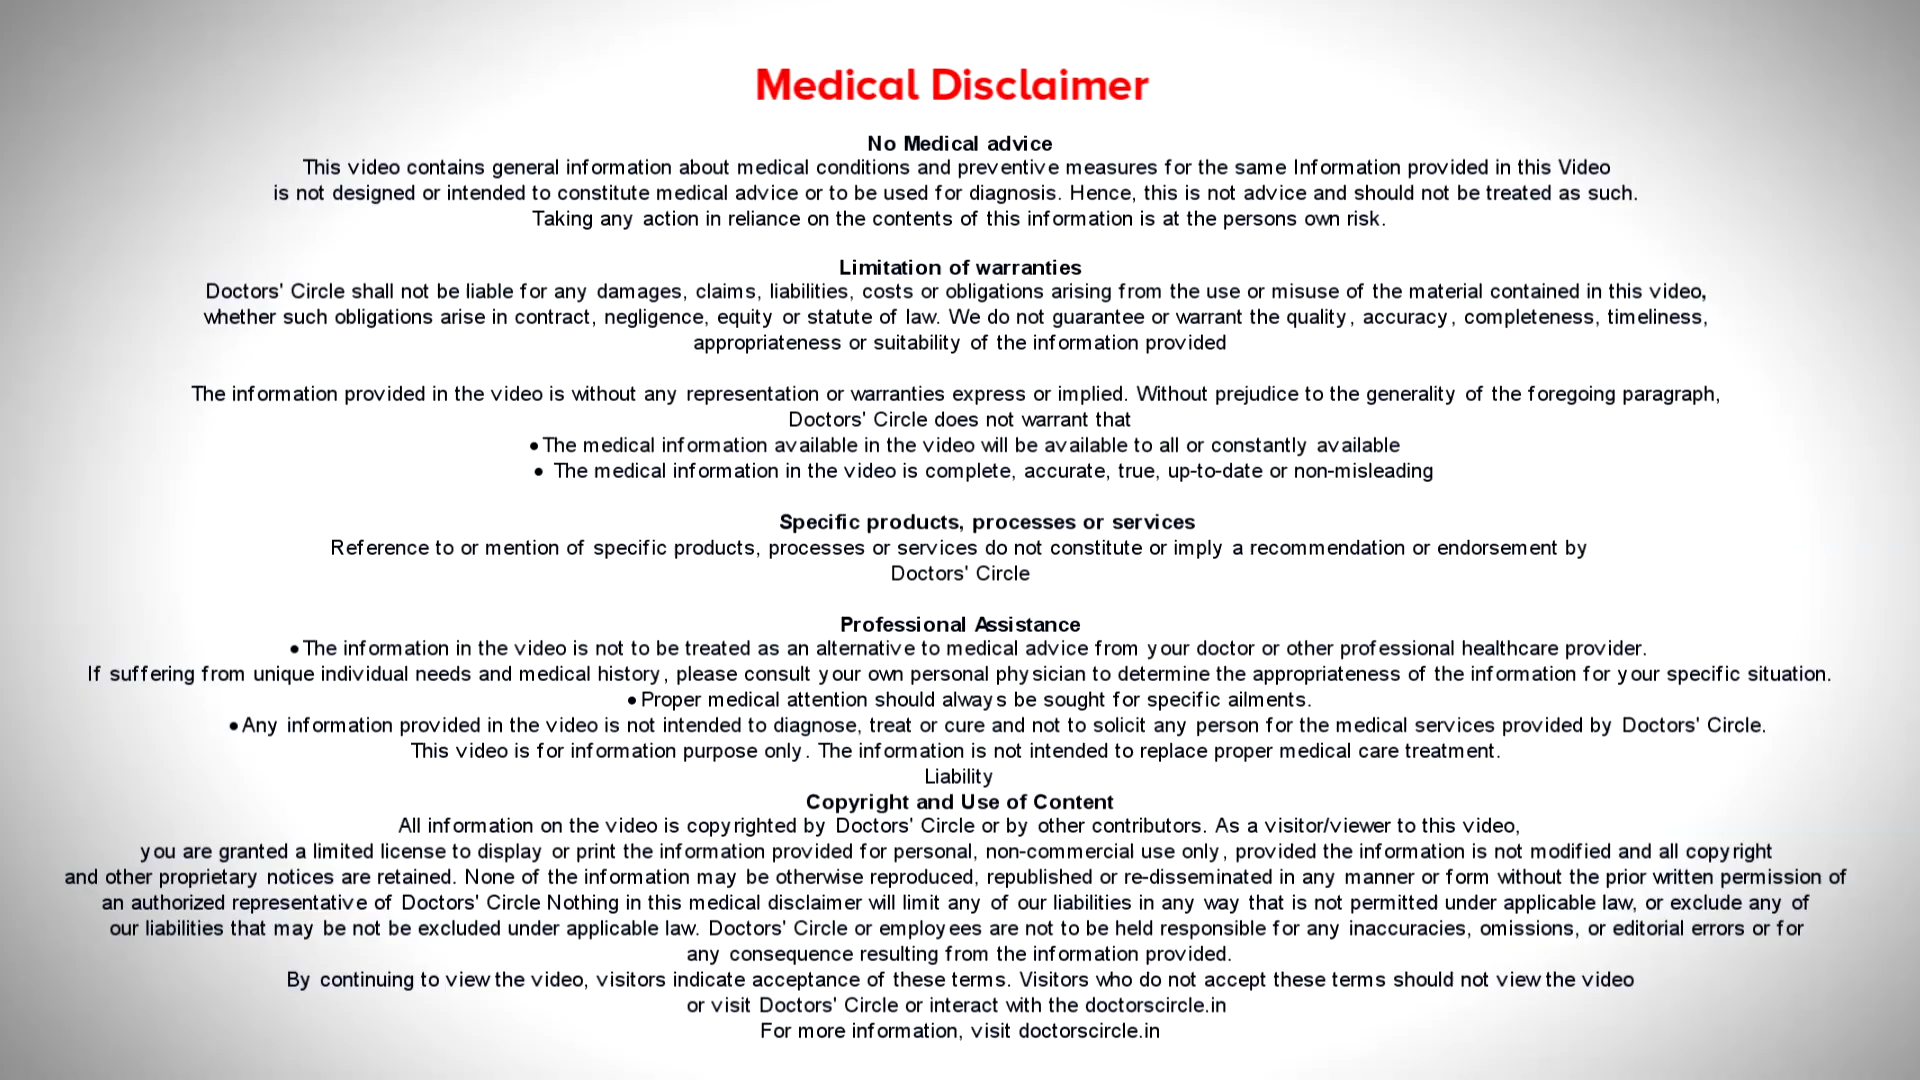 Medical Disclaimer
No Medical advice
This video contains general information about medical conditions and preventive measures for the same Information provided in this Video
is not designed or intended to constitute medical advice or to be used for diagnosis. Hence, this is not advice and should not be treated as such.
Taking any action in reliance on the contents of this information is at the persons own risk.
Limitation of warranties
Doctors' Circle shall not be liable for any damages, claims, liabilities, costs or obligations arising from the use or misuse of the material contained in this video,
whether such obligations arise in contract, negligence, equity or statute of law. We do not guarantee or warrant the quality, accuracy, completeness, timeliness,
appropriateness or suitability of the information provided
The information provided in the video is without any representation or warranties express or implied. Without prejudice to the generality of the foregoing paragraph,
Doctors' Circle does not warrant that
• The medical information available in the video will be available to all or constantly available
• The medical information in the video is complete, accurate, true, up-to-date or non-misleading
Specific products, processes or services
Reference to or mention of specific products, processes or services do not constitute or imply a recommendation or endorsement by
Doctors' Circle
Professional Assistance
• The information in the video is not to be treated as an alternative to medical advice from your doctor or other professional healthcare provider.
If suffering from unique individual needs and medical history, please consult your own personal physician to determine the appropriateness of the information for your specific situation.
• Proper medical attention should always be sought for specific ailments.
• Any information provided in the video is not intended to diagnose, treat or cure and not to solicit any person for the medical services provided by Doctors' Circle.
This video is for information purpose only. The information is not intended to replace proper medical care treatment.
Liability
Copyright and Use of Content
All information on the video is copyrighted by Doctors' Circle or by other contributors. As a visitor/viewer to this video,
you are granted a limited license to display or print the information provided for personal, non-commercial use only, provided the information is not modified and all copyright
and other proprietary notices are retained. None of the information may be otherwise reproduced, republished or re-disseminated in any manner or form without the prior written permission of
an authorized representative of Doctors' Circle Nothing in this medical disclaimer will limit any of our liabilities in any way that is not permitted under applicable law, or exclude any of
our liabilities that may be not be excluded under applicable law. Doctors' Circle or employees are not to be held responsible for any inaccuracies, omissions, or editorial errors or for
any consequence resulting from the information provided.
By continuing to view the video, visitors indicate acceptance of these terms. Visitors who do not accept these terms should not view the video
or visit Doctors' Circle or interact with the doctorscircle.in
For more information, visit doctorscircle.in